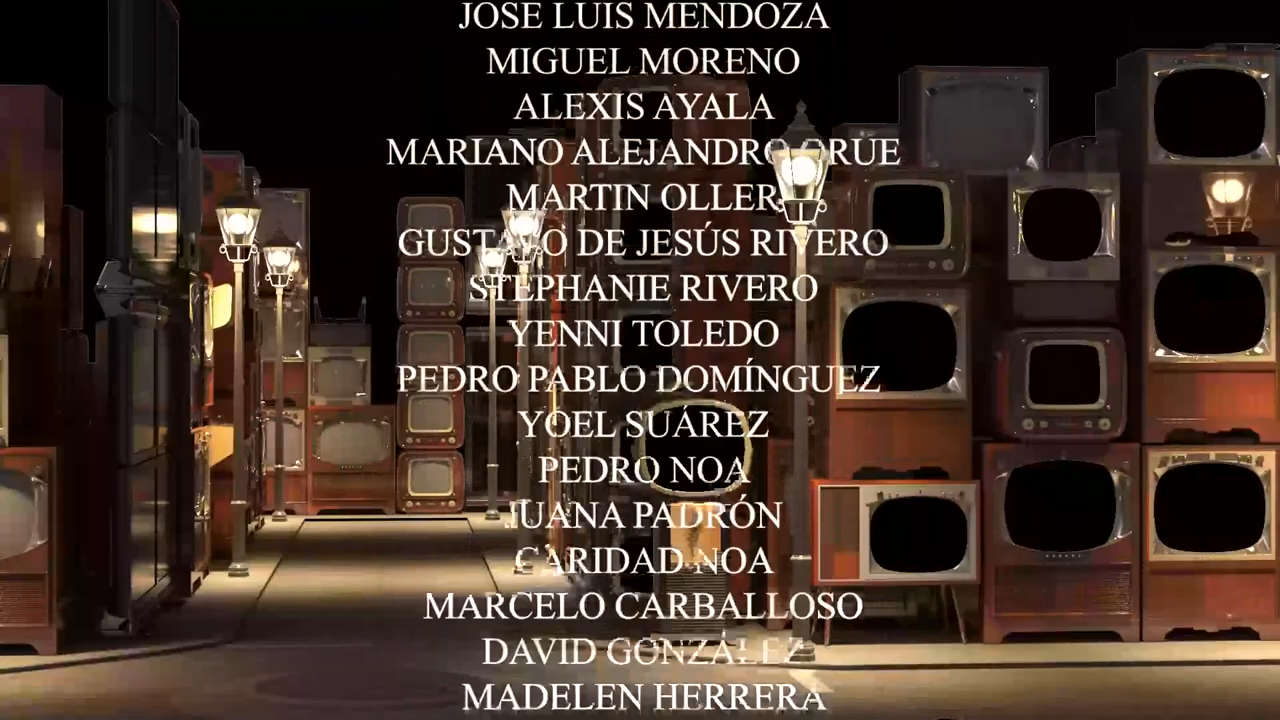 JOSE LUIS MENDOZA
MIGUEL MORENO
ALEXIS AYALA
MARIANO ALEJANDRO ORUE
MARTIN OLLER
GUSTAVO DE JESÚS RIVERO
STEPHANIE RIVERO
YENNI TOLEDO
PEDRO PABLO DOMÍNGUEZ
YOEL SUÁREZ
PEDRO NOA
JUANA PADRÓN
CARIDAD NOA
MARCELO CARBALLOSO
DAVID GONZÁLEZ
MADELEN HERRERA